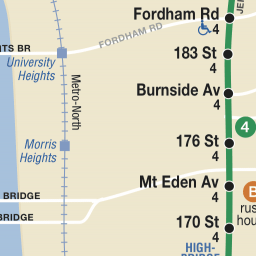 Fordham Rd
4
FORDHAM RD
183 St
4
University
Heights
Burnside Av
4
Metro-North
4
176 St
4
Morris
Heights
Mt Eden Av
4
BRIDGE
BRIDGE
170 St
4
B
HIGH-